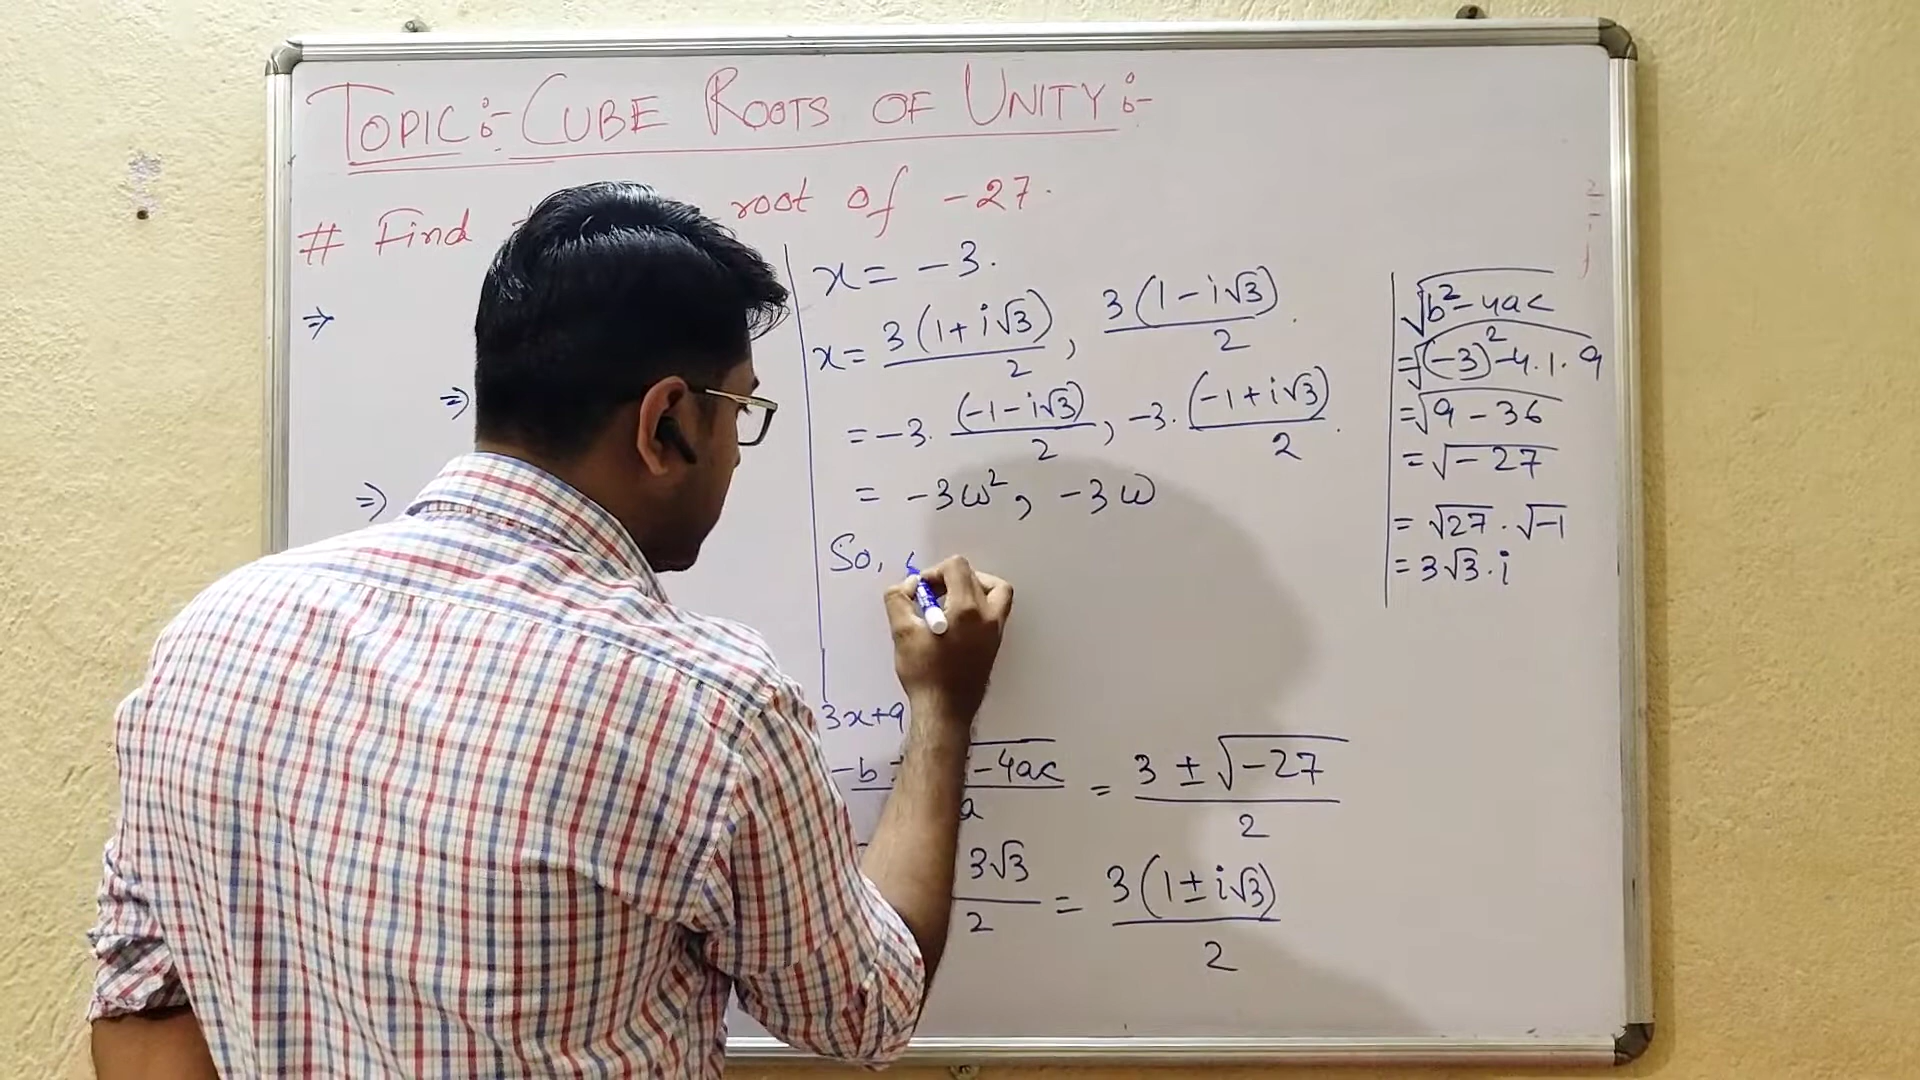 TOPIC:- CUBE ROOTS OF UNITY:-
# Find root of -27.
⇒
⇒
⇒
x = -3.
x = 3(1+i√3)/2, 3(1-i√3)/2.
= -3. (-1-i√3)/2, -3. (-1+i√3)/2.
= -3ω², -3ω
So,
3x+9
-b -4ac a = 3 ± √-27/2
3√3/2 = 3(1±i√3)/2
√b²-4ac
= √(-3)²-4.1.9
= √9-36
= √-27
= √27.√-1
= 3√3.i